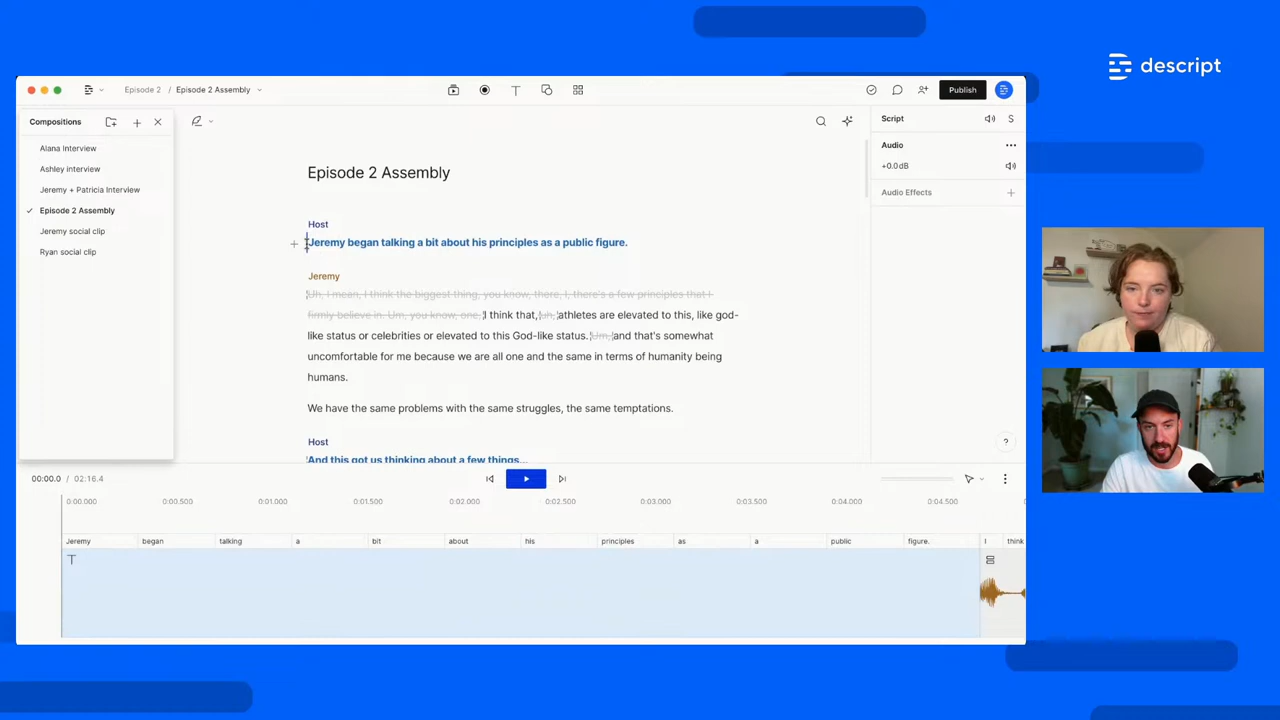 descript
Episode 2 / Episode 2 Assembly
Publish
Compositions
Alana Interview
Ashley interview
Jeremy + Patricia Interview
Episode 2 Assembly
Jeremy social clip
Ryan social clip
Episode 2 Assembly
Host
Jeremy began talking a bit about his principles as a public figure.
Jeremy
Uh, I mean, I think the biggest thing, you know, there, I, there's a few principles that I
firmly believe in. Um, you know, one, I think that, uh, athletes are elevated to this, like god-
like status or celebrities or elevated to this God-like status. Um, and that's somewhat
uncomfortable for me because we are all one and the same in terms of humanity being
humans.
We have the same problems with the same struggles, the same temptations.
Host
And this got us thinking about a few things...
Script
S
Audio
+0.0dB
Audio Effects
?
00:00.0 / 02:16.4
0:00.000 0:00.500 0:01.000 0:01.500 0:02.000 0:02.500 0:03.000 0:03.500 0:04.000 0:04.500
Jeremy began talking a bit about his principles as a public figure. I think
T